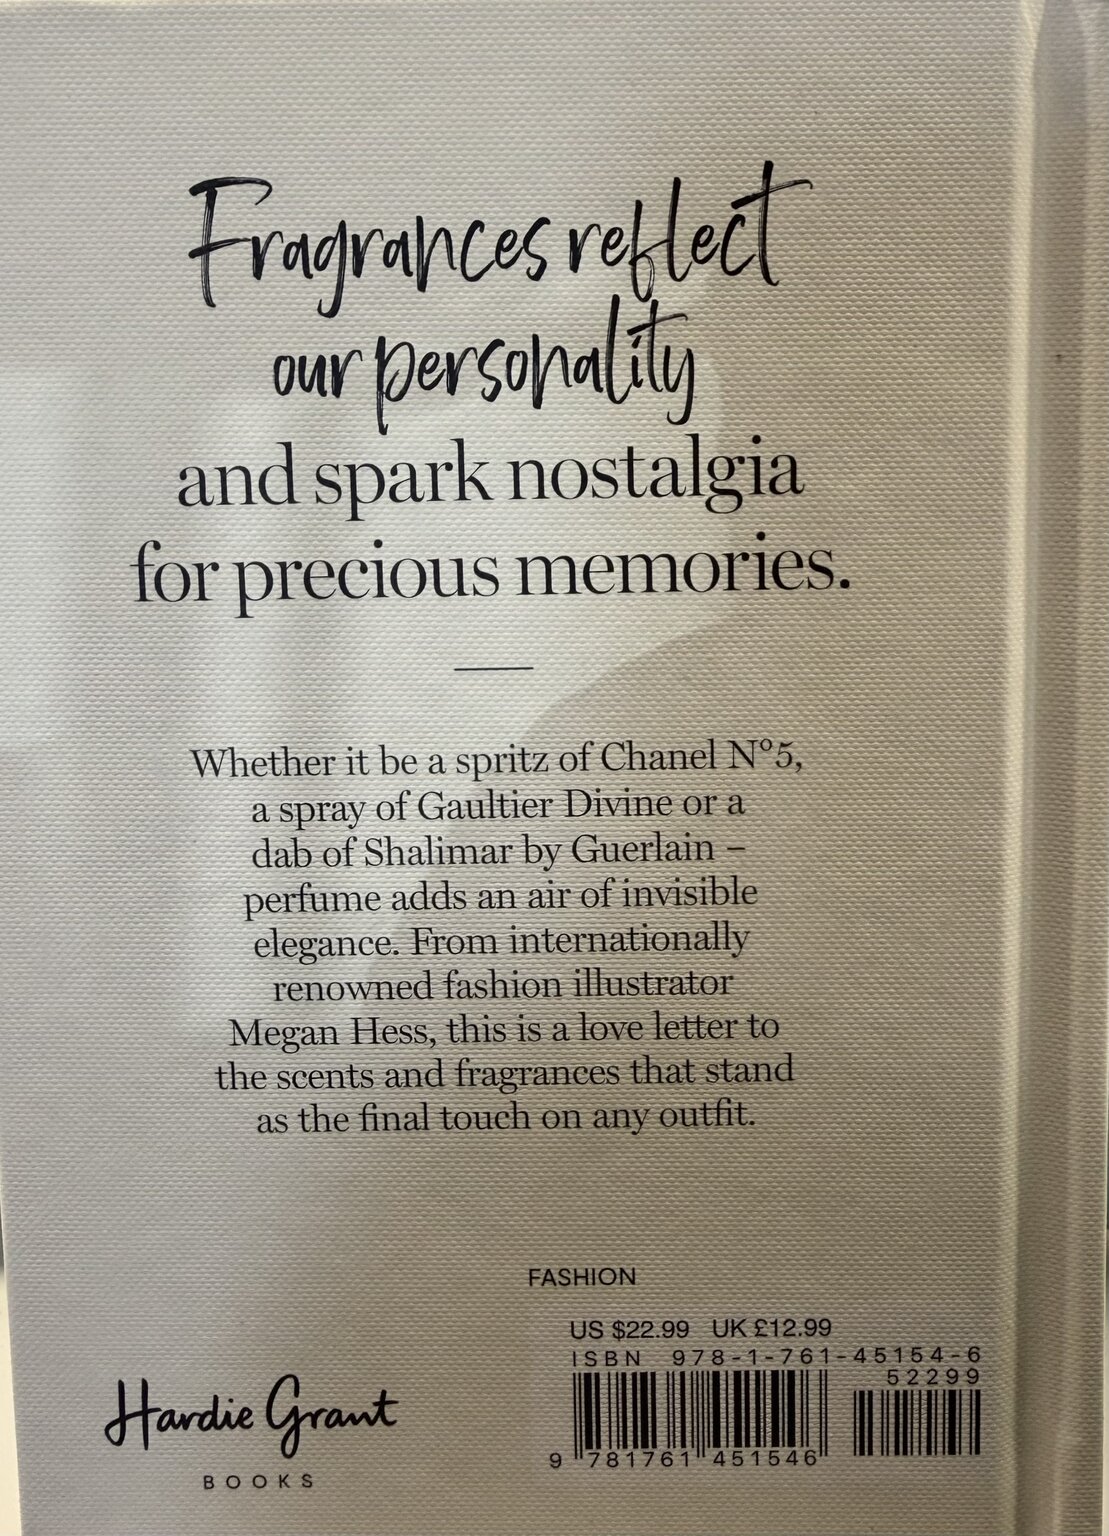 Fragrances reflect
our personality
and spark nostalgia
for precious memories.
Whether it be a spritz of Chanel Nº5,
a spray of Gaultier Divine or a
dab of Shalimar by Guerlain –
perfume adds an air of invisible
elegance. From internationally
renowned fashion illustrator
Megan Hess, this is a love letter to
the scents and fragrances that stand
as the final touch on any outfit.
FASHION
US $22.99 UK £12.99
ISBN 978-1-761-45154-6
52299
9 781761 451546
Hardie Grant
BOOKS